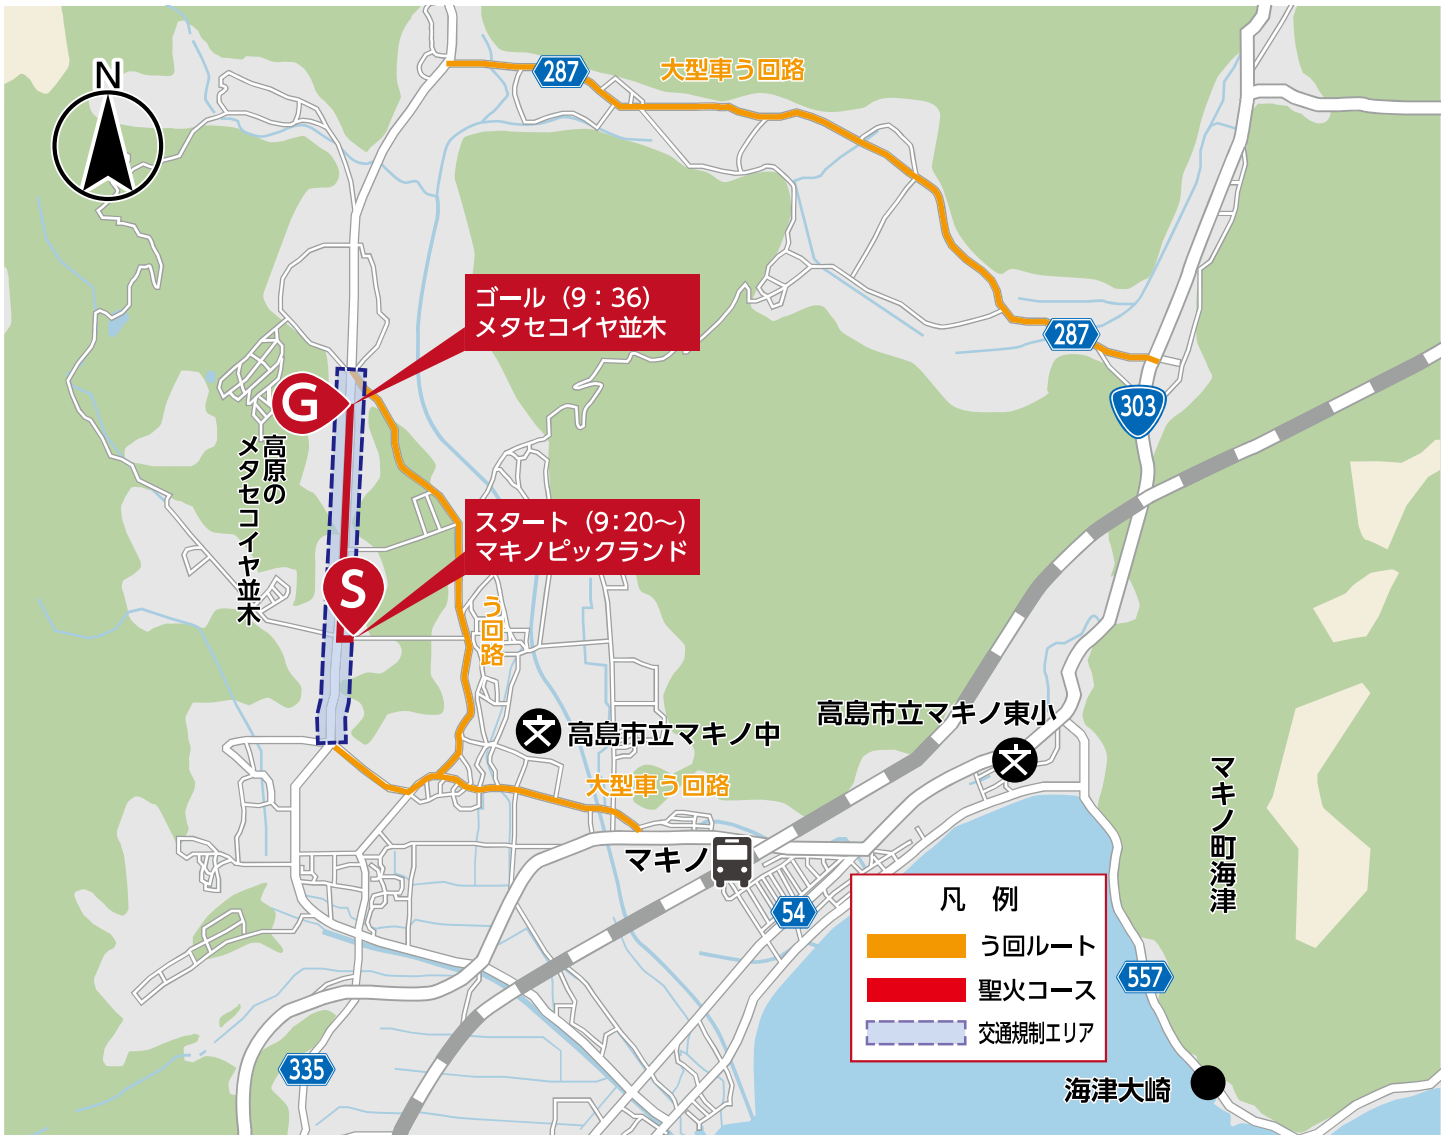 N
287
大型車う回路
ゴール（9：36）
メタセコイヤ並木
287
G
303
高原の
メタセコイヤ並木
スタート（9：20〜）
マキノピックランド
S
う回路
高島市立マキノ中
高島市立マキノ東小
大型車う回路
マキノ町海津
マキノ
54
凡　例
う回ルート
聖火コース
交通規制エリア
557
335
海津大崎